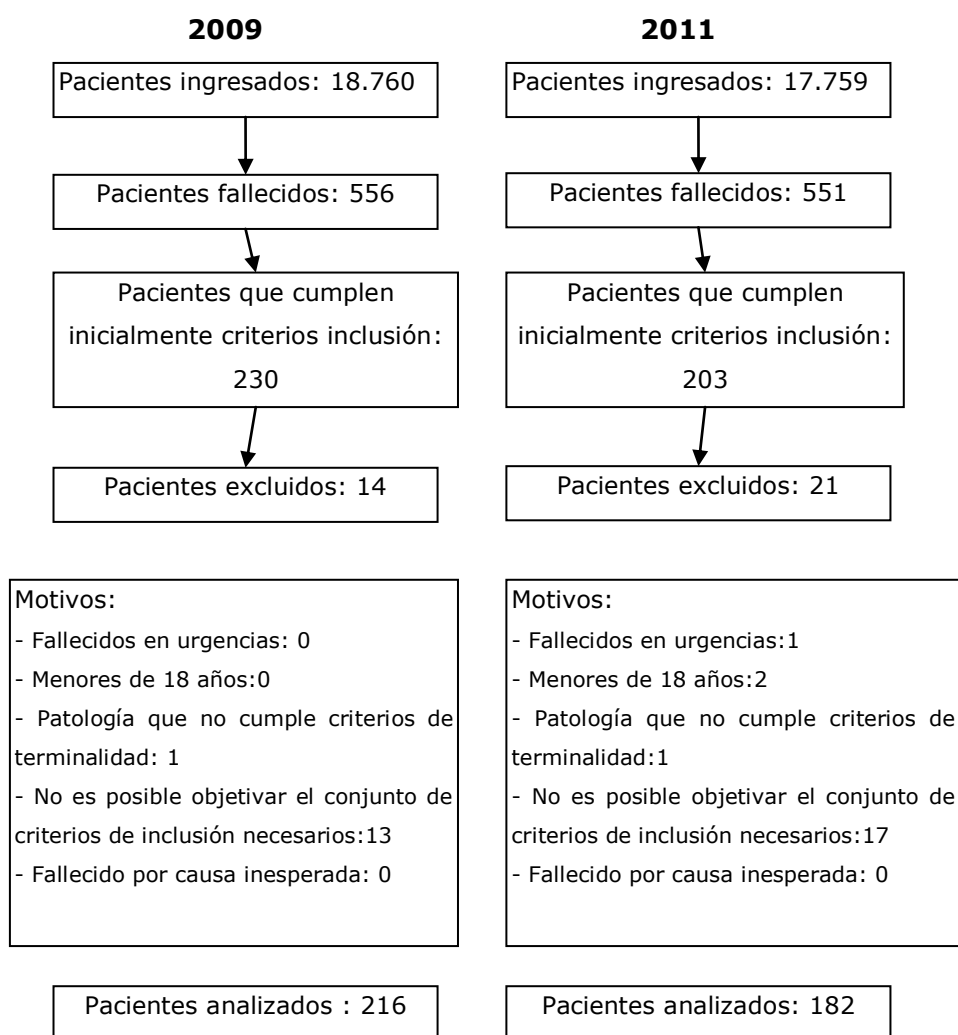 2009
Pacientes ingresados: 18.760
Pacientes fallecidos: 556
Pacientes que cumplen
inicialmente criterios inclusión:
230
Pacientes excluidos: 14
Motivos:
- Fallecidos en urgencias: 0
- Menores de 18 años:0
- Patología que no cumple criterios de
terminalidad: 1
- No es posible objetivar el conjunto de
criterios de inclusión necesarios:13
- Fallecido por causa inesperada: 0
Pacientes analizados : 216
2011
Pacientes ingresados: 17.759
Pacientes fallecidos: 551
Pacientes que cumplen
inicialmente criterios inclusión:
203
Pacientes excluidos: 21
Motivos:
- Fallecidos en urgencias:1
- Menores de 18 años:2
- Patología que no cumple criterios de
terminalidad:1
- No es posible objetivar el conjunto de
criterios de inclusión necesarios:17
- Fallecido por causa inesperada: 0
Pacientes analizados: 182